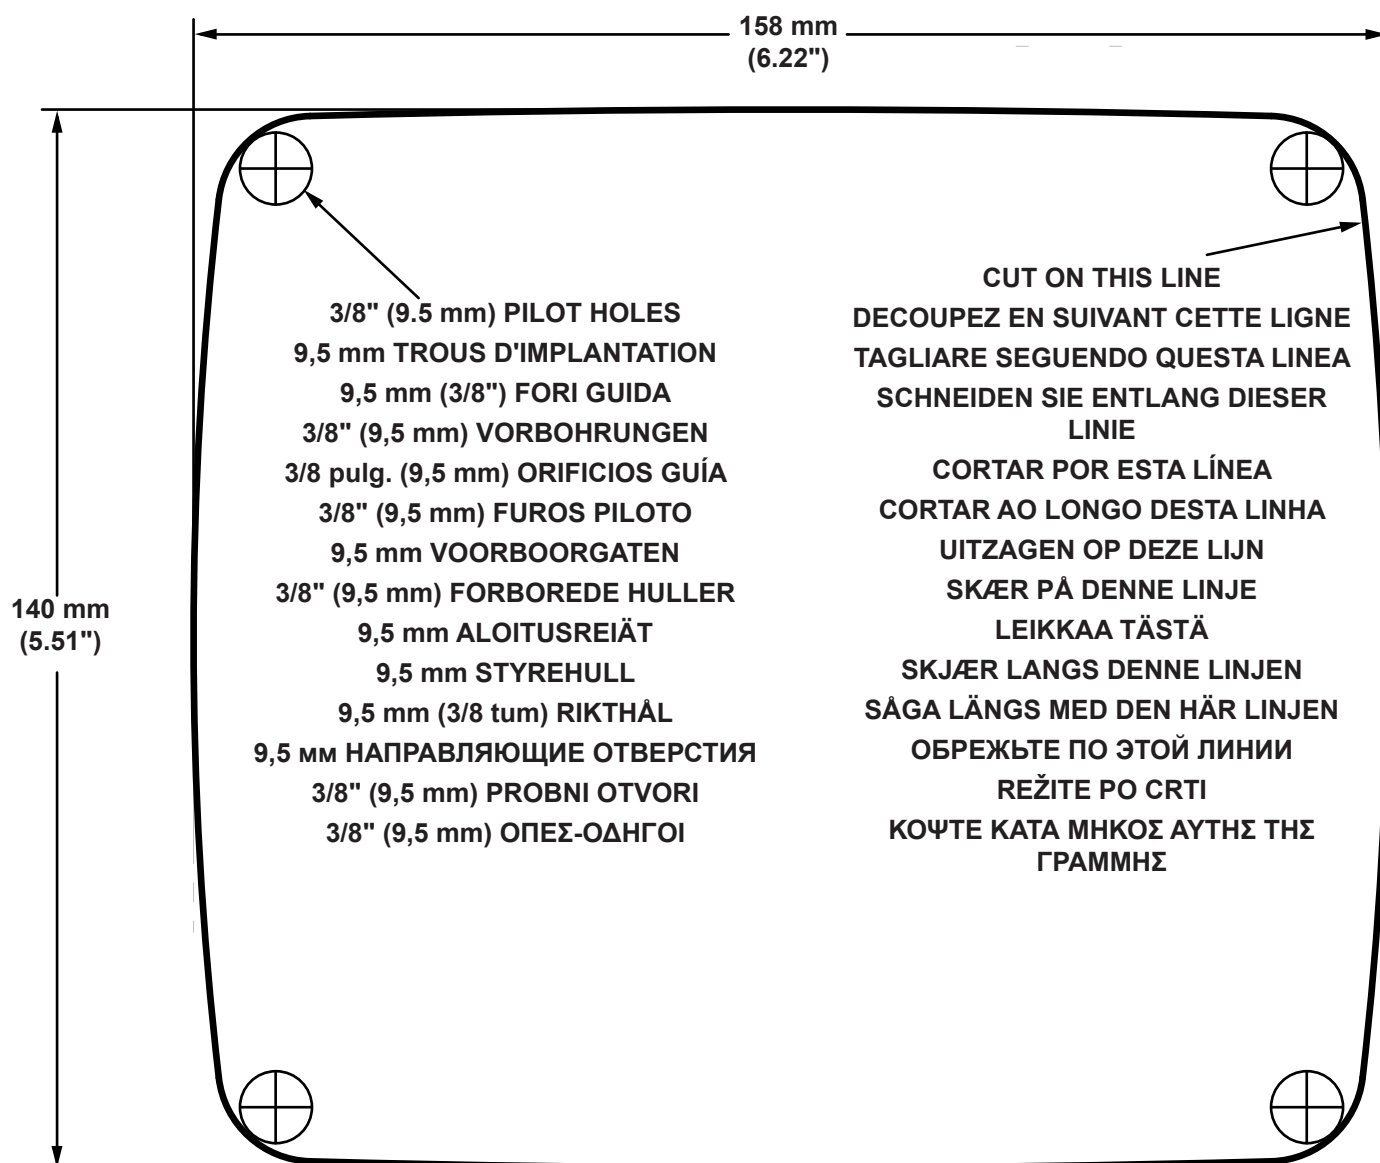 158 mm
(6.22")
140 mm
(5.51")
3/8" (9.5 mm) PILOT HOLES
9,5 mm TROUS D'IMPLANTATION
9,5 mm (3/8") FORI GUIDA
3/8" (9,5 mm) VORBOHRUNGEN
3/8 pulg. (9,5 mm) ORIFICIOS GUÍA
3/8" (9,5 mm) FUROS PILOTO
9,5 mm VOORBOORGATEN
3/8" (9,5 mm) FORBOREDE HULLER
9,5 mm ALOITUSREIÄT
9,5 mm STYREHULL
9,5 mm (3/8 tum) RIKTHÅL
9,5 мм НАПРАВЛЯЮЩИЕ ОТВЕРСТИЯ
3/8" (9,5 mm) PROBNI OTVORI
3/8" (9,5 mm) ΟΠΕΣ-ΟΔΗΓΟΙ
CUT ON THIS LINE
DECOUPEZ EN SUIVANT CETTE LIGNE
TAGLIARE SEGUENDO QUESTA LINEA
SCHNEIDEN SIE ENTLANG DIESER
LINIE
CORTAR POR ESTA LÍNEA
CORTAR AO LONGO DESTA LINHA
UITZAGEN OP DEZE LIJN
SKÆR PÅ DENNE LINJE
LEIKKAA TÄSTÄ
SKJÆR LANGS DENNE LINJEN
SÅGA LÄNGS MED DEN HÄR LINJEN
ОБРЕЖЬТЕ ПО ЭТОЙ ЛИНИИ
REŽITE PO CRTI
ΚΟΨΤΕ ΚΑΤΑ ΜΗΚΟΣ ΑΥΤΗΣ ΤΗΣ
ΓΡΑΜΜΗΣ